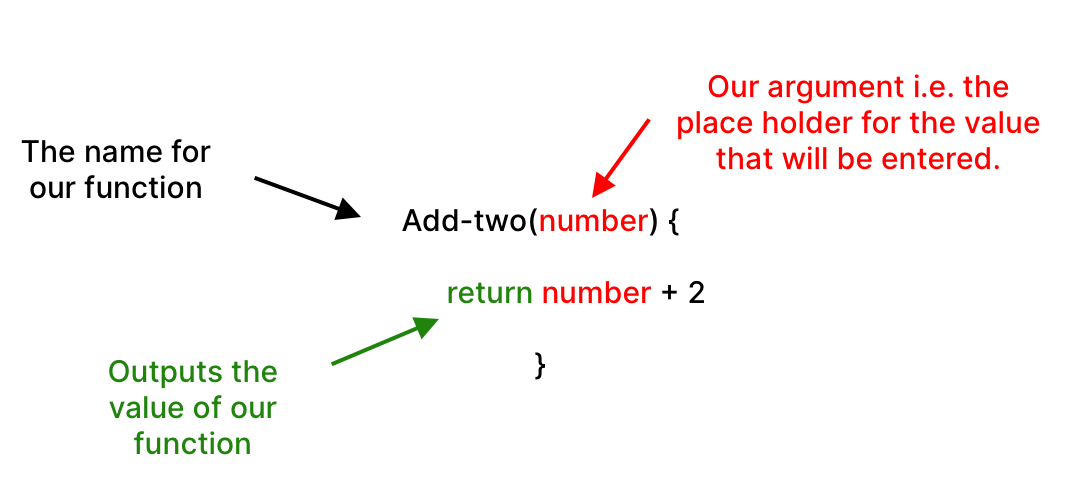 Our argument i.e. the
place holder for the value
that will be entered.
The name for
our function
Add-two(number) {
return number + 2
}
Outputs the
value of our
function